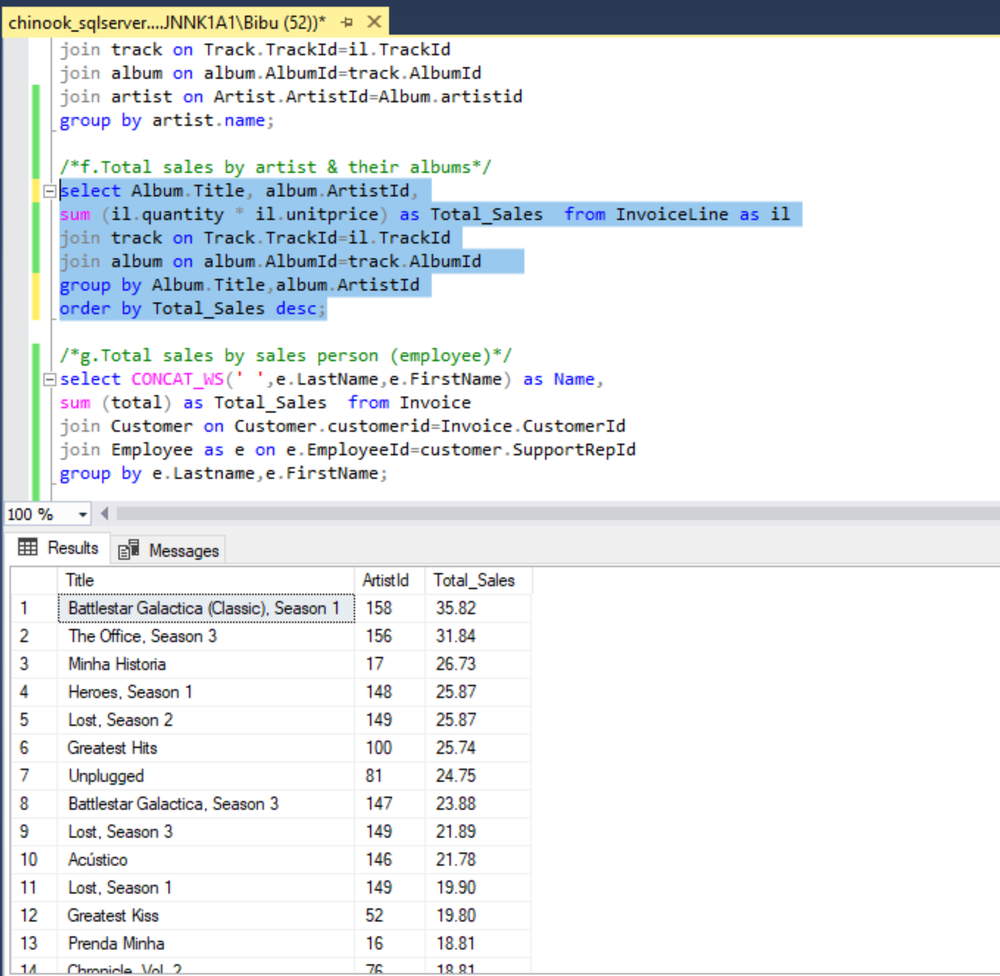 chinook_sqlserver....JNNK1A1\Bibu (52))*
join track on Track.TrackId=il.TrackId
join album on album.AlbumId=track.AlbumId
join artist on Artist.ArtistId=Album.artistid
group by artist.name;
/*f.Total sales by artist & their albums*/
select Album.Title, album.ArtistId,
sum (il.quantity * il.unitprice) as Total_Sales  from InvoiceLine as il
join track on Track.TrackId=il.TrackId
join album on album.AlbumId=track.AlbumId
group by Album.Title,album.ArtistId
order by Total_Sales desc;
/*g.Total sales by sales person (employee)*/
select CONCAT_WS(' ',e.LastName,e.FirstName) as Name,
sum (total) as Total_Sales  from Invoice
join Customer on Customer.customerid=Invoice.CustomerId
join Employee as e on e.EmployeeId=customer.SupportRepId
group by e.Lastname,e.FirstName;
100 %
Results Messages
Title ArtistId Total_Sales
1 Battlestar Galactica (Classic), Season 1 158 35.82
2 The Office, Season 3 156 31.84
3 Minha Historia 17 26.73
4 Heroes, Season 1 148 25.87
5 Lost, Season 2 149 25.87
6 Greatest Hits 100 25.74
7 Unplugged 81 24.75
8 Battlestar Galactica, Season 3 147 23.88
9 Lost, Season 3 149 21.89
10 Acústico 146 21.78
11 Lost, Season 1 149 19.90
12 Greatest Kiss 52 19.80
13 Prenda Minha 16 18.81
14 Chronicle, Vol. 2 76 18.81